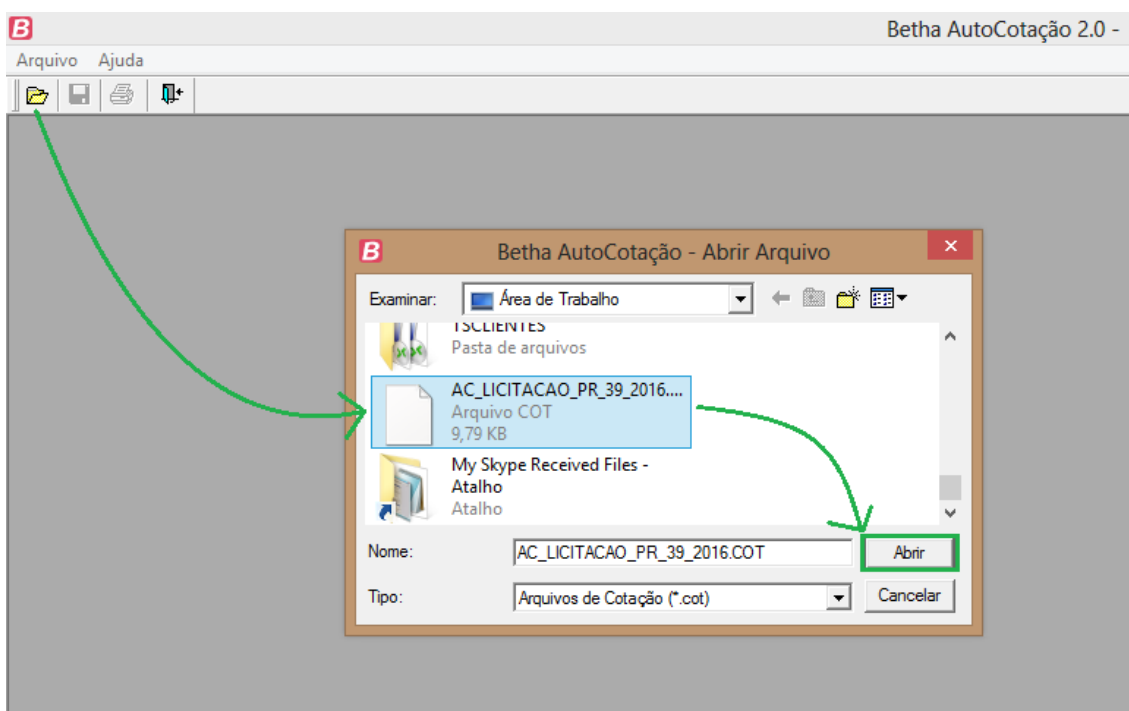 B
Betha AutoCotação 2.0 -
Arquivo Ajuda
B
Betha AutoCotação - Abrir Arquivo
Examinar: Área de Trabalho
TSCLIENTES
Pasta de arquivos
AC_LICITACAO_PR_39_2016....
Arquivo COT
9,79 KB
My Skype Received Files -
Atalho
Atalho
Nome: AC_LICITACAO_PR_39_2016.COT Abrir
Tipo: Arquivos de Cotação (*.cot) Cancelar